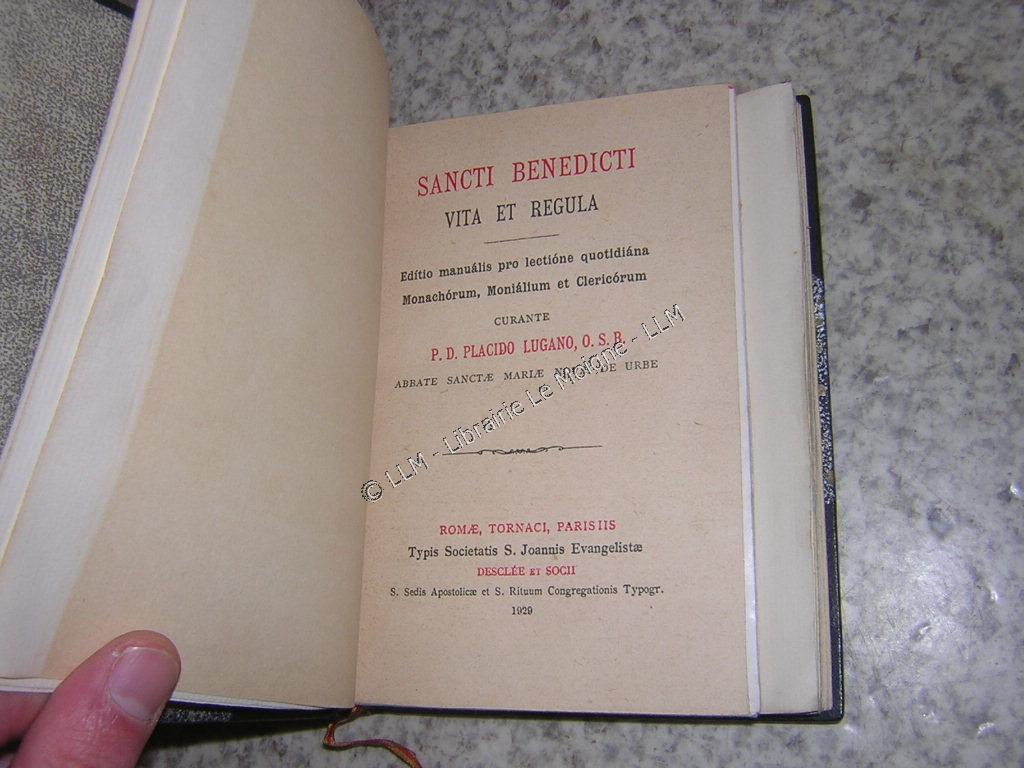 SANCTI BENEDICTI
VITA ET REGULA
Edítio manuális pro lectióne quotidiána
Monachórum, Moniálium et Clericórum
CURANTE
P. D. PLACIDO LUGANO, O. S. B.
ABBATE SANCTÆ MARIÆ DE URBE
© LLM - Librairie Le Moigne - LLM
ROMÆ, TORNACI, PARISIIS
Typis Societatis S. Joannis Evangelistæ
DESCLÉE ET SOCII
S. Sedis Apostolicæ et S. Rituum Congregationis Typogr.
1929